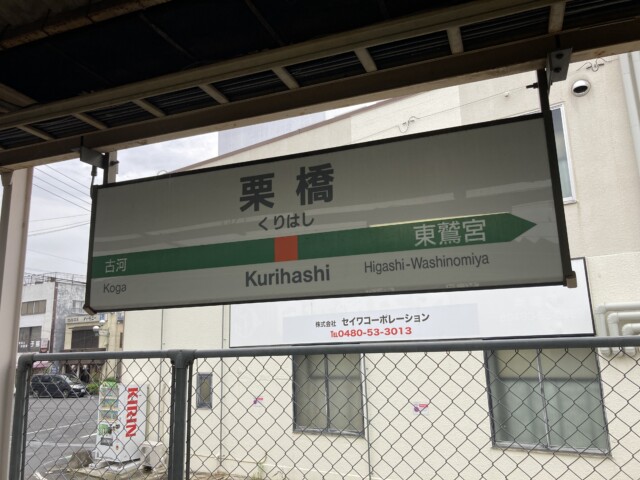 栗橋
くりはし
古河
東鷲宮
Koga
Kurihashi
Higashi-Washinomiya
株式会社 セイワコーポレーション
TEL0480-53-3013
KIRIN